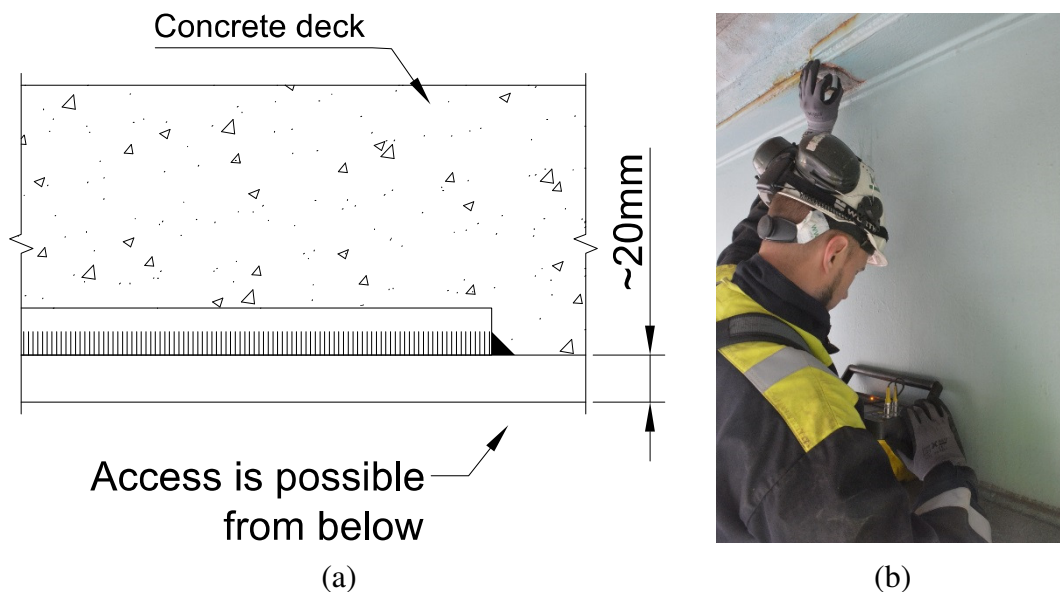 Concrete deck
~20mm
Access is possible
from below
(a)
(b)